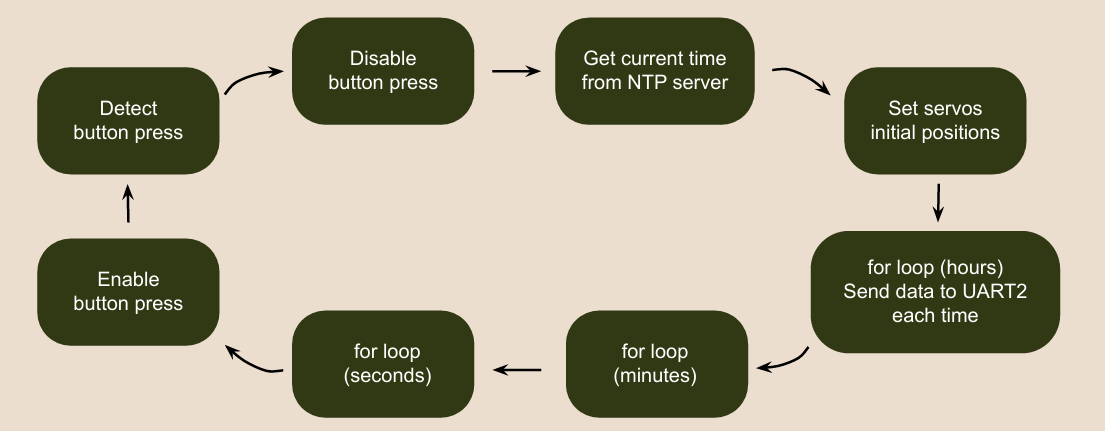 Detect
button press
Disable
button press
Get current time
from NTP server
Set servos
initial positions
for loop (hours)
Send data to UART2
each time
for loop
(minutes)
for loop
(seconds)
Enable
button press